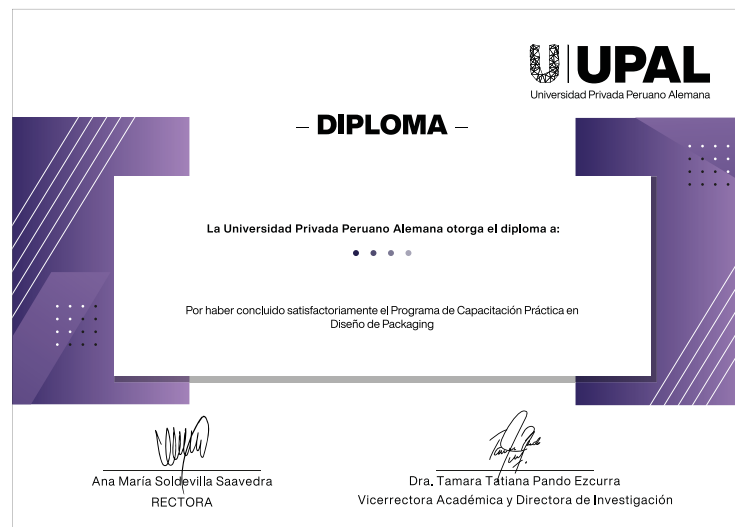 UPAL
Universidad Privada Peruano Alemana
– DIPLOMA –
La Universidad Privada Peruano Alemana otorga el diploma a:
Por haber concluido satisfactoriamente el Programa de Capacitación Práctica en
Diseño de Packaging
Ana María Soldevilla Saavedra
RECTORA
Dra. Tamara Tatiana Pando Ezcurra
Vicerrectora Académica y Directora de Investigación